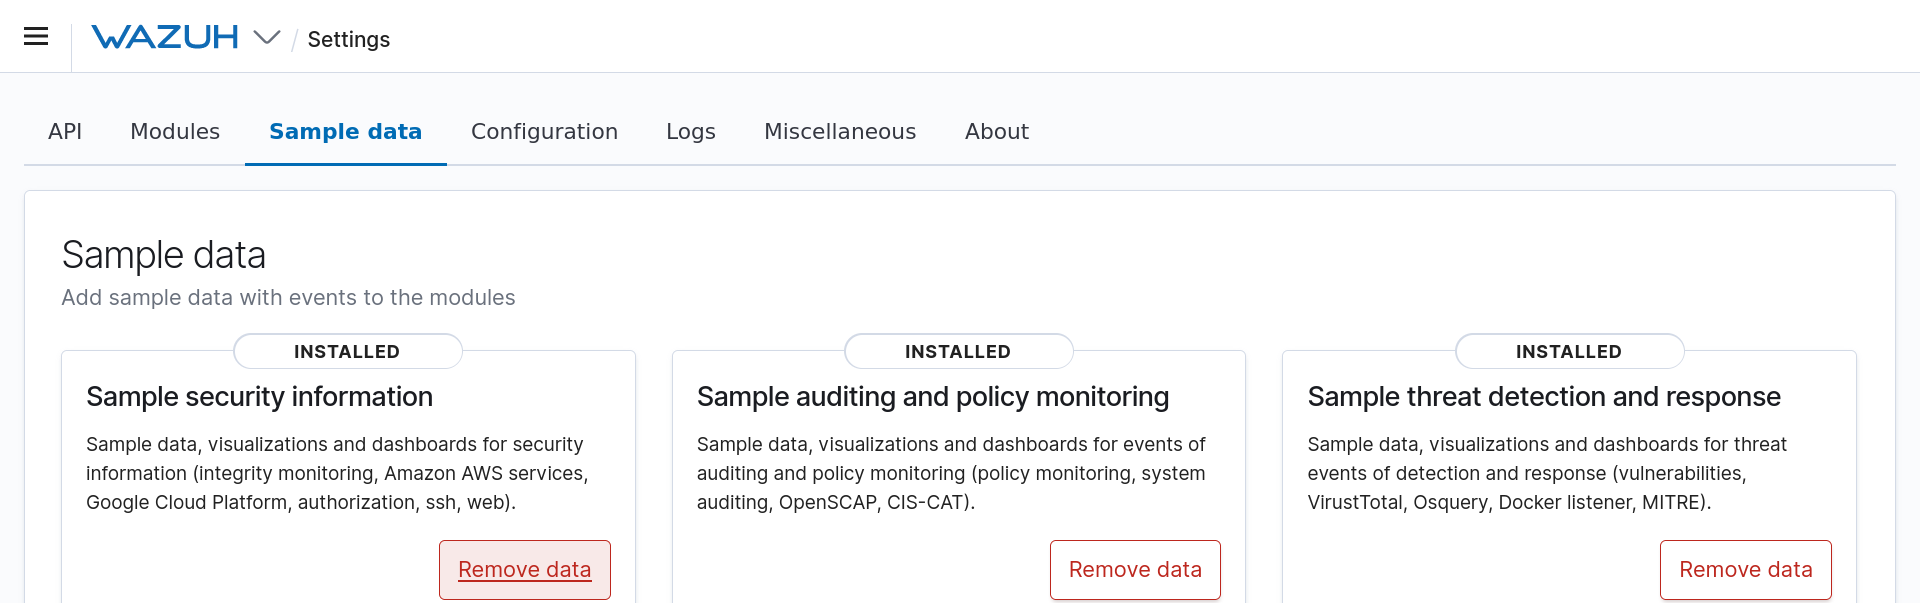 WAZUH / Settings
API Modules Sample data Configuration Logs Miscellaneous About
Sample data
Add sample data with events to the modules
INSTALLED
Sample security information
Sample data, visualizations and dashboards for security
information (integrity monitoring, Amazon AWS services,
Google Cloud Platform, authorization, ssh, web).
Remove data
INSTALLED
Sample auditing and policy monitoring
Sample data, visualizations and dashboards for events of
auditing and policy monitoring (policy monitoring, system
auditing, OpenSCAP, CIS-CAT).
Remove data
INSTALLED
Sample threat detection and response
Sample data, visualizations and dashboards for threat
events of detection and response (vulnerabilities,
VirustTotal, Osquery, Docker listener, MITRE).
Remove data